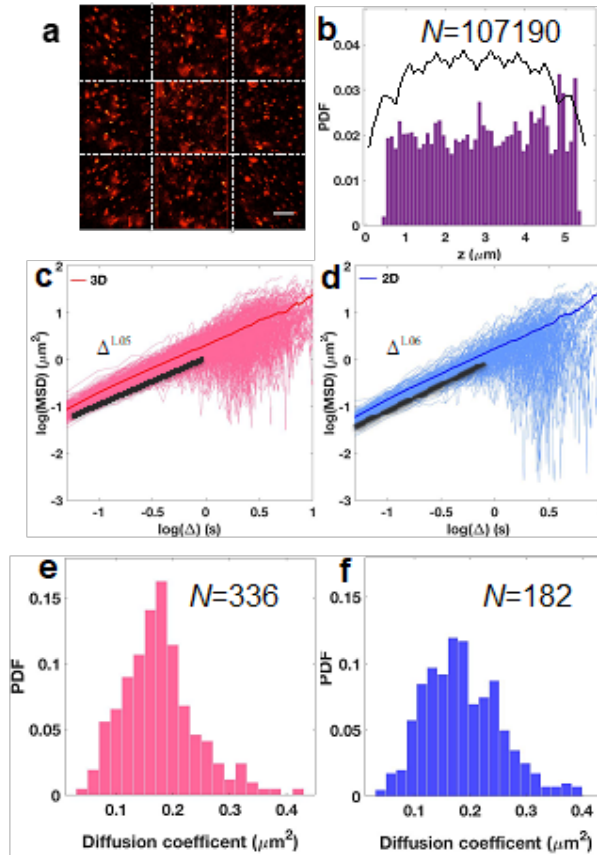 a
b
N=107190
0.04
0.03
0.02
0.01
0
PDF
0 1 2 3 4 5
z (μm)
c
3D
Δ^1.05
2
1
0
-1
-2
-3
log(MSD) (μm²)
-1 -0.5 0 0.5 1
log(Δ) (s)
d
2D
Δ^1.06
2
1
0
-1
-2
-3
log(MSD) (μm²)
-1 -0.5 0 0.5 1
log(Δ) (s)
e
N=336
0.15
0.1
0.05
0
PDF
0.1 0.2 0.3 0.4
Diffusion coefficent (μm²)
f
N=182
0.15
0.1
0.05
0
PDF
0.1 0.2 0.3 0.4
Diffusion coefficent (μm²)